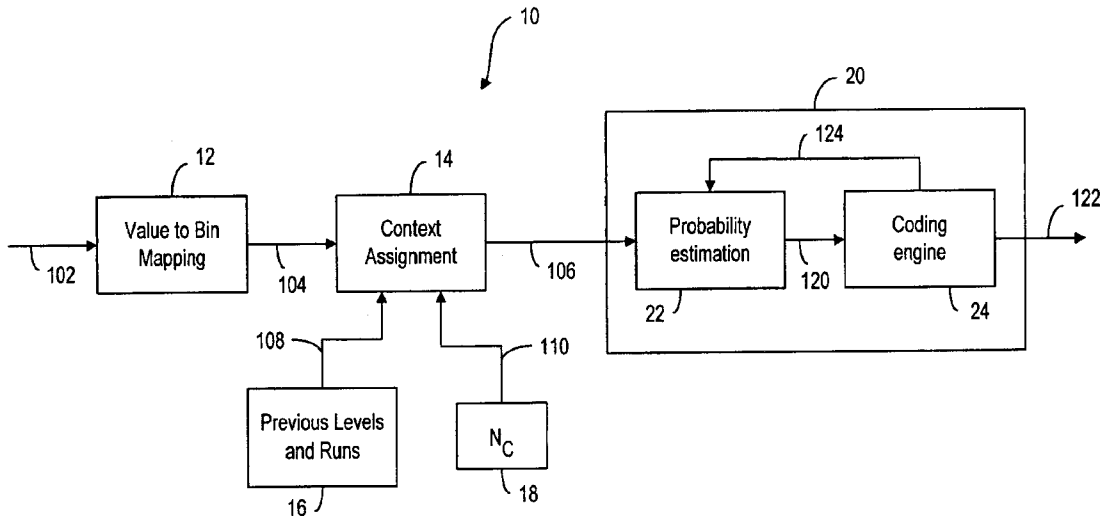 10
20
124
12
14
122
Value to Bin
Mapping
Context
Assignment
Probability
estimation
Coding
engine
102
104
106
120
22
24
108
110
Previous Levels
and Runs
N_C
16
18